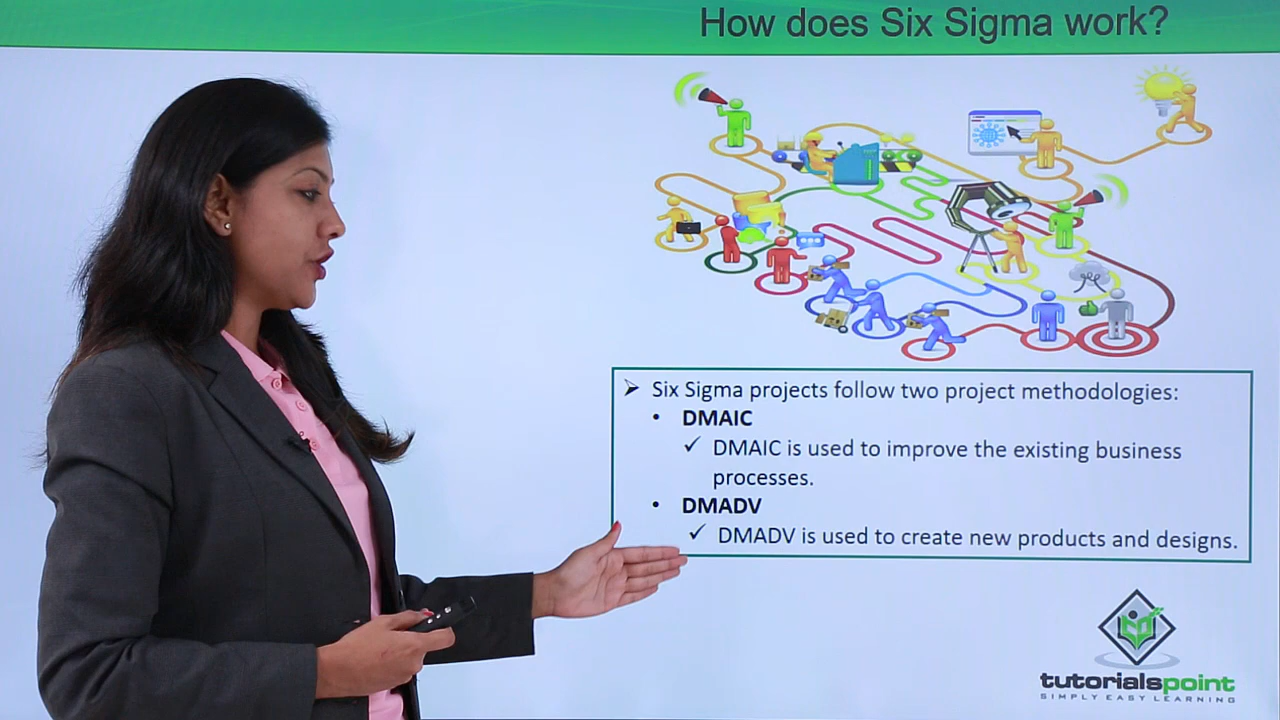 How does Six Sigma work?
➢ Six Sigma projects follow two project methodologies:
• DMAIC
✓ DMAIC is used to improve the existing business
processes.
• DMADV
✓ DMADV is used to create new products and designs.
tutorialspoint
SIMPLY EASY LEARNING